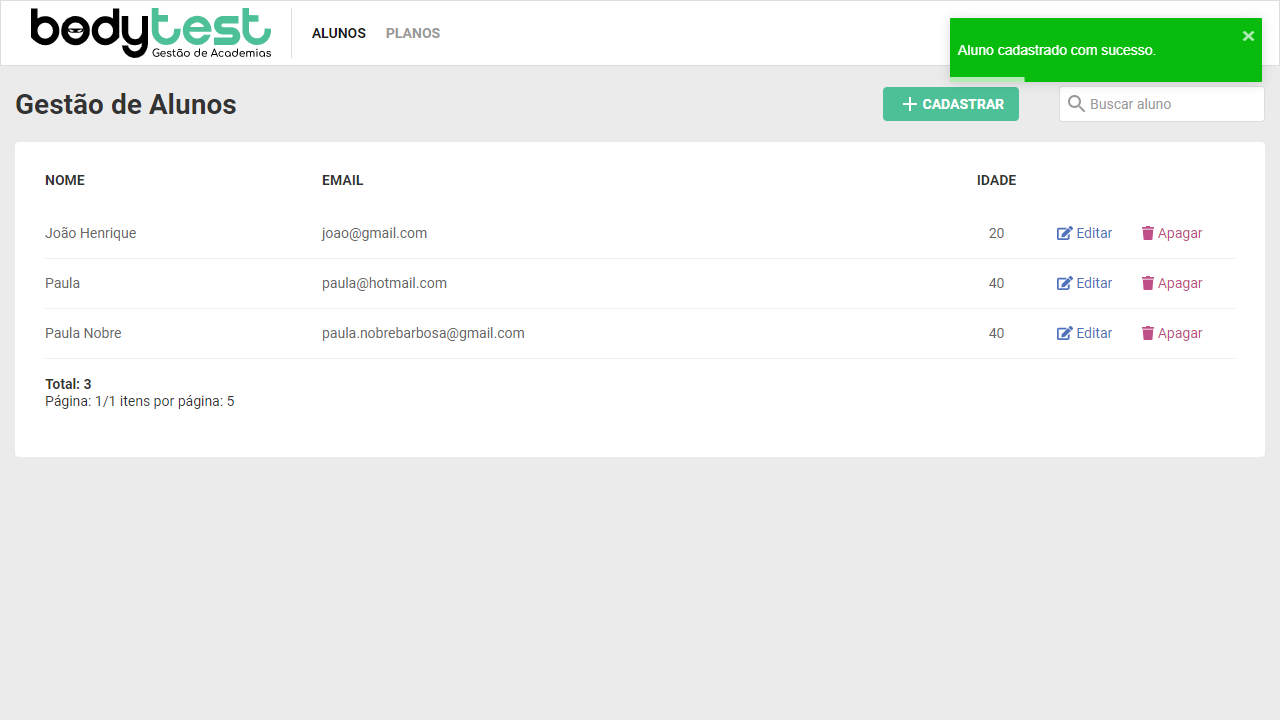 bodytest
Gestão de Academias
ALUNOS PLANOS
Aluno cadastrado com sucesso.
Gestão de Alunos
CADASTRAR
Buscar aluno
NOME EMAIL IDADE
João Henrique joao@gmail.com 20 Editar Apagar
Paula paula@hotmail.com 40 Editar Apagar
Paula Nobre paula.nobrebarbosa@gmail.com 40 Editar Apagar
Total: 3
Página: 1/1 itens por página: 5